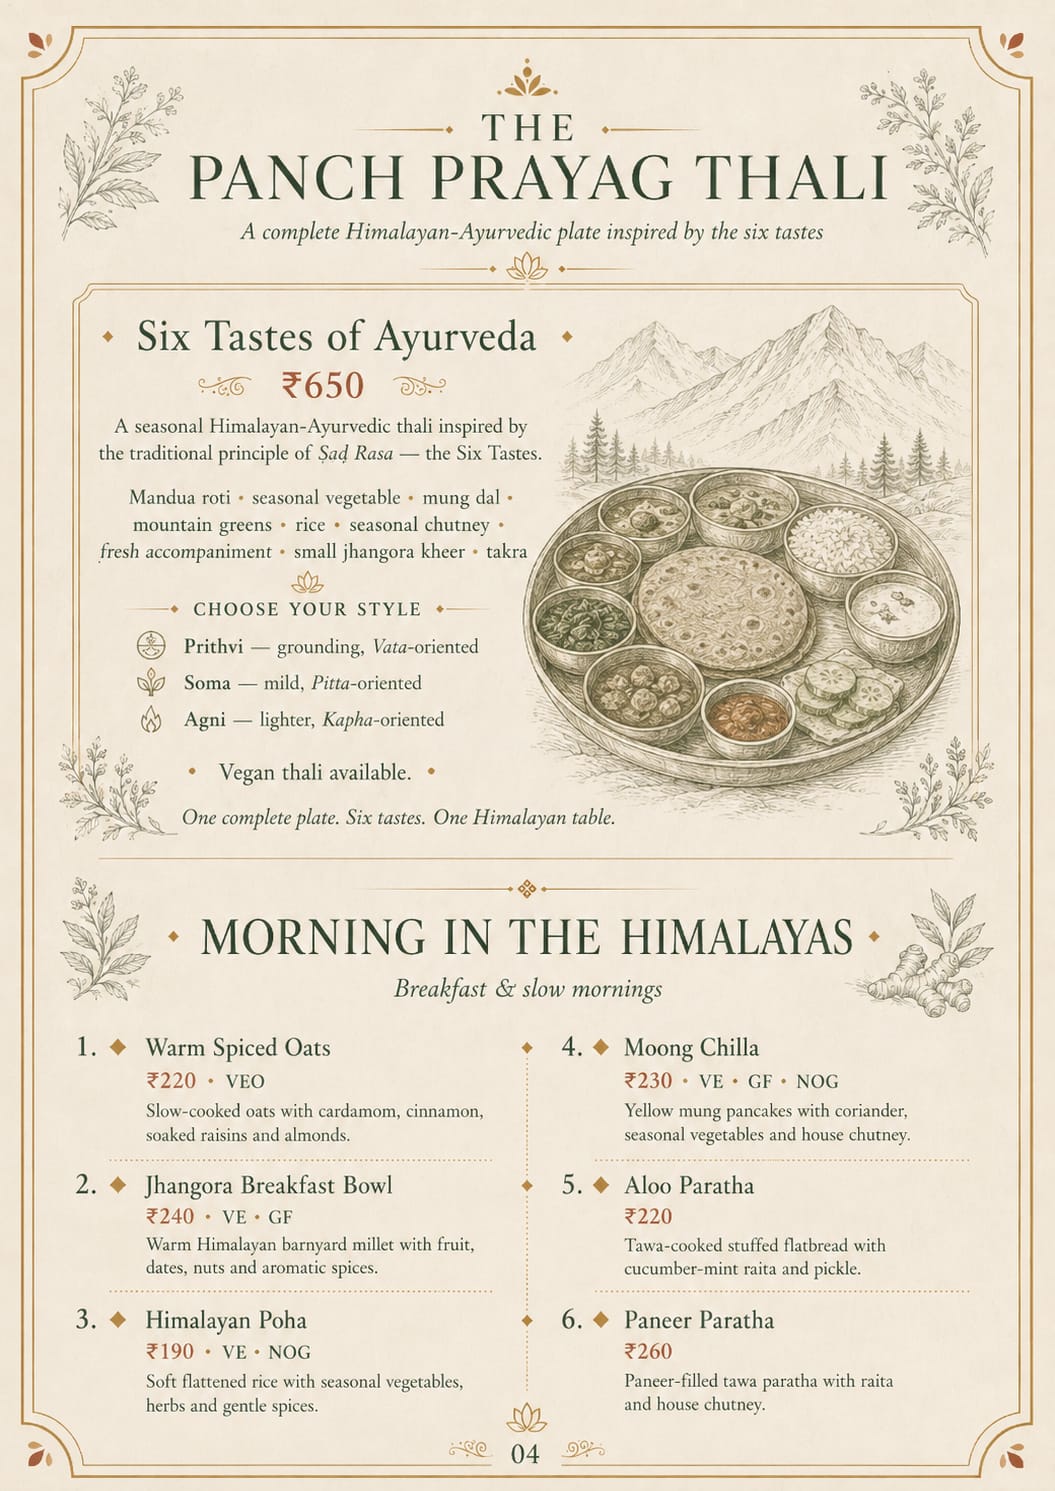 THE
PANCH PRAYAG THALI
A complete Himalayan-Ayurvedic plate inspired by the six tastes
Six Tastes of Ayurveda
₹650
A seasonal Himalayan-Ayurvedic thali inspired by
the traditional principle of Ṣaḍ Rasa — the Six Tastes.
Mandua roti • seasonal vegetable • mung dal •
mountain greens • rice • seasonal chutney •
fresh accompaniment • small jhangora kheer • takra
CHOOSE YOUR STYLE
Prithvi — grounding, Vata-oriented
Soma — mild, Pitta-oriented
Agni — lighter, Kapha-oriented
• Vegan thali available. •
One complete plate. Six tastes. One Himalayan table.
MORNING IN THE HIMALAYAS
Breakfast & slow mornings
1. ◆ Warm Spiced Oats
₹220 • VEO
Slow-cooked oats with cardamom, cinnamon,
soaked raisins and almonds.
2. ◆ Jhangora Breakfast Bowl
₹240 • VE • GF
Warm Himalayan barnyard millet with fruit,
dates, nuts and aromatic spices.
3. ◆ Himalayan Poha
₹190 • VE • NOG
Soft flattened rice with seasonal vegetables,
herbs and gentle spices.
4. ◆ Moong Chilla
₹230 • VE • GF • NOG
Yellow mung pancakes with coriander,
seasonal vegetables and house chutney.
5. ◆ Aloo Paratha
₹220
Tawa-cooked stuffed flatbread with
cucumber-mint raita and pickle.
6. ◆ Paneer Paratha
₹260
Paneer-filled tawa paratha with raita
and house chutney.
04